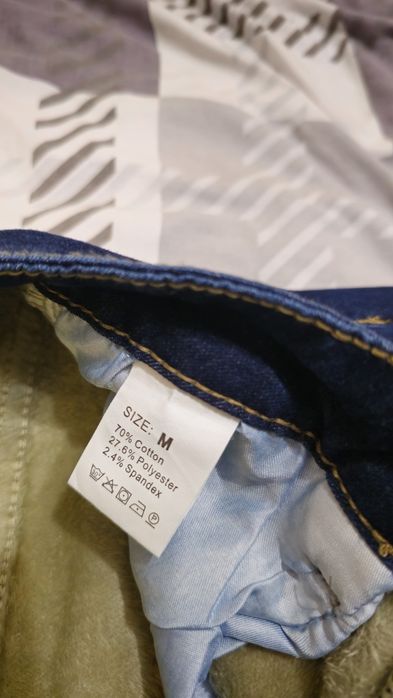 SIZE: M
70% Cotton
27.6% Polyester
2.4% Spandex
P